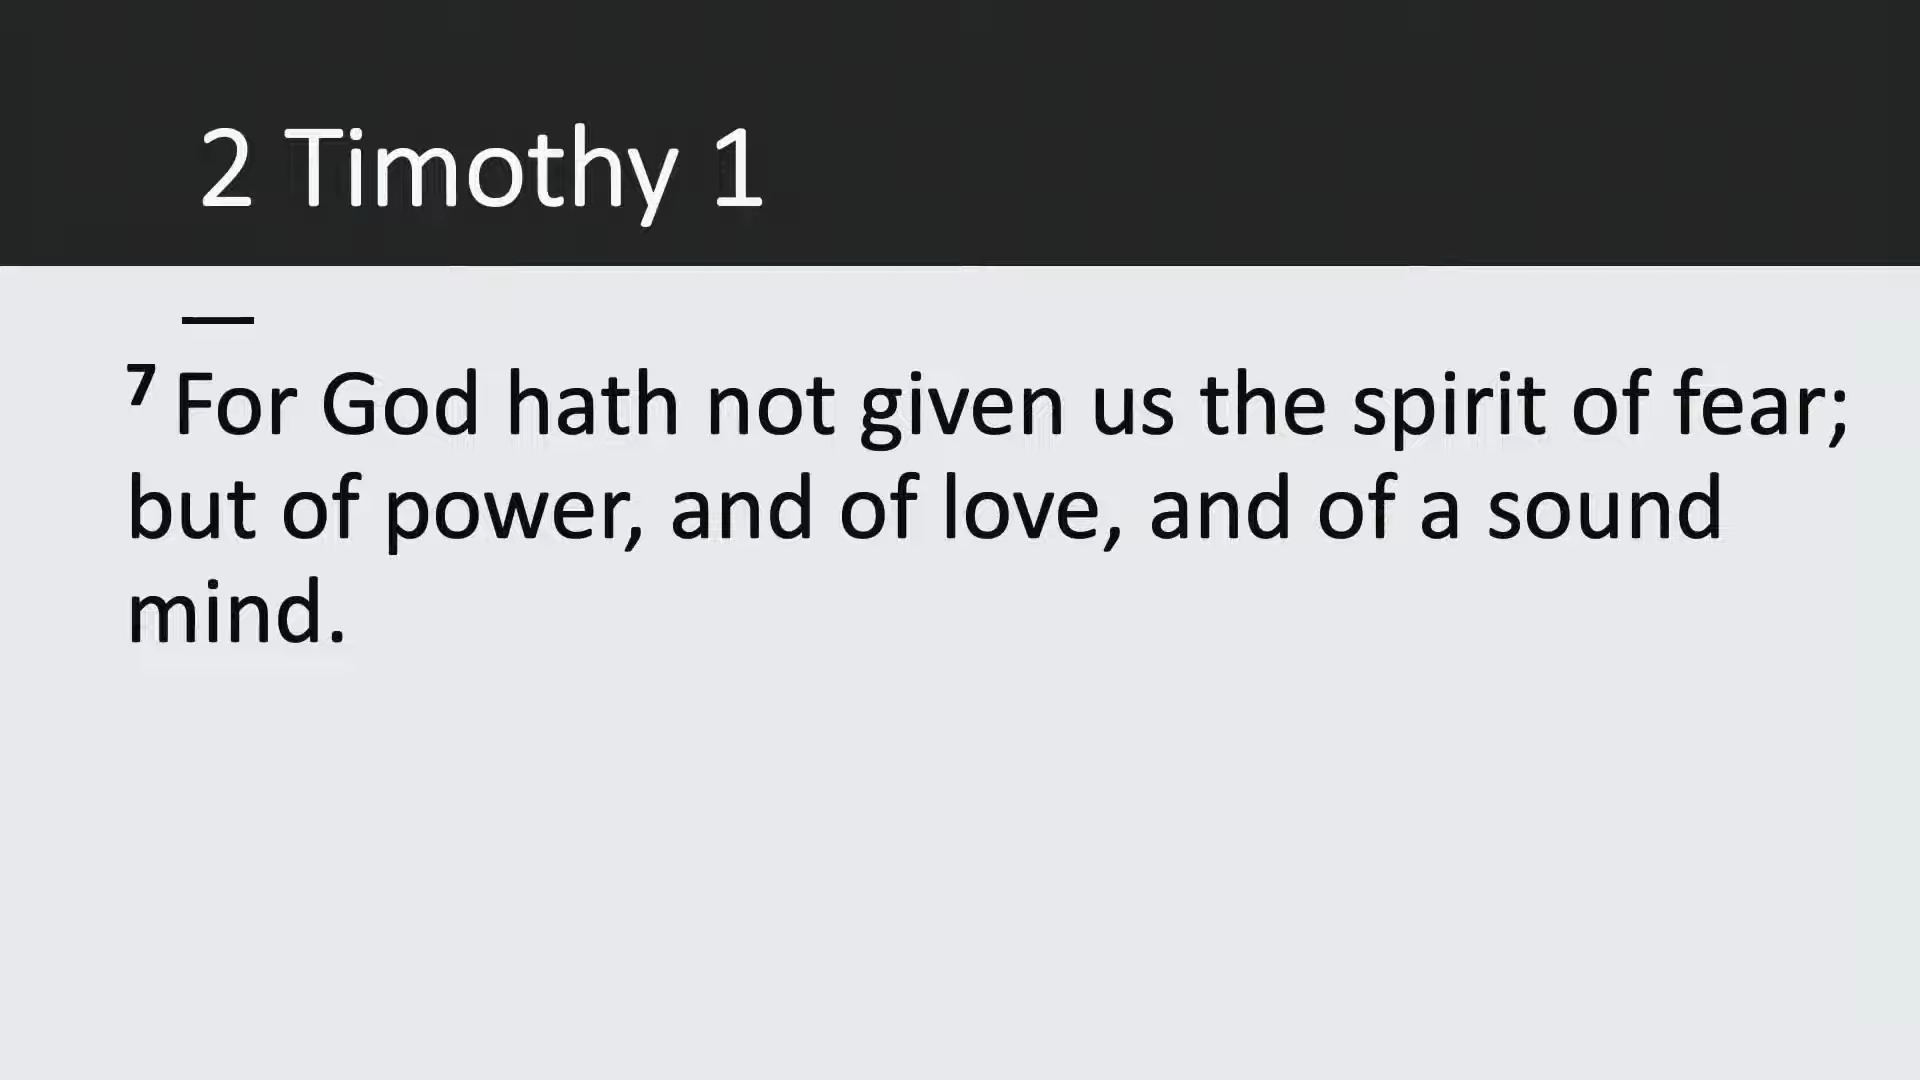 2 Timothy 1
7 For God hath not given us the spirit of fear;
but of power, and of love, and of a sound
mind.